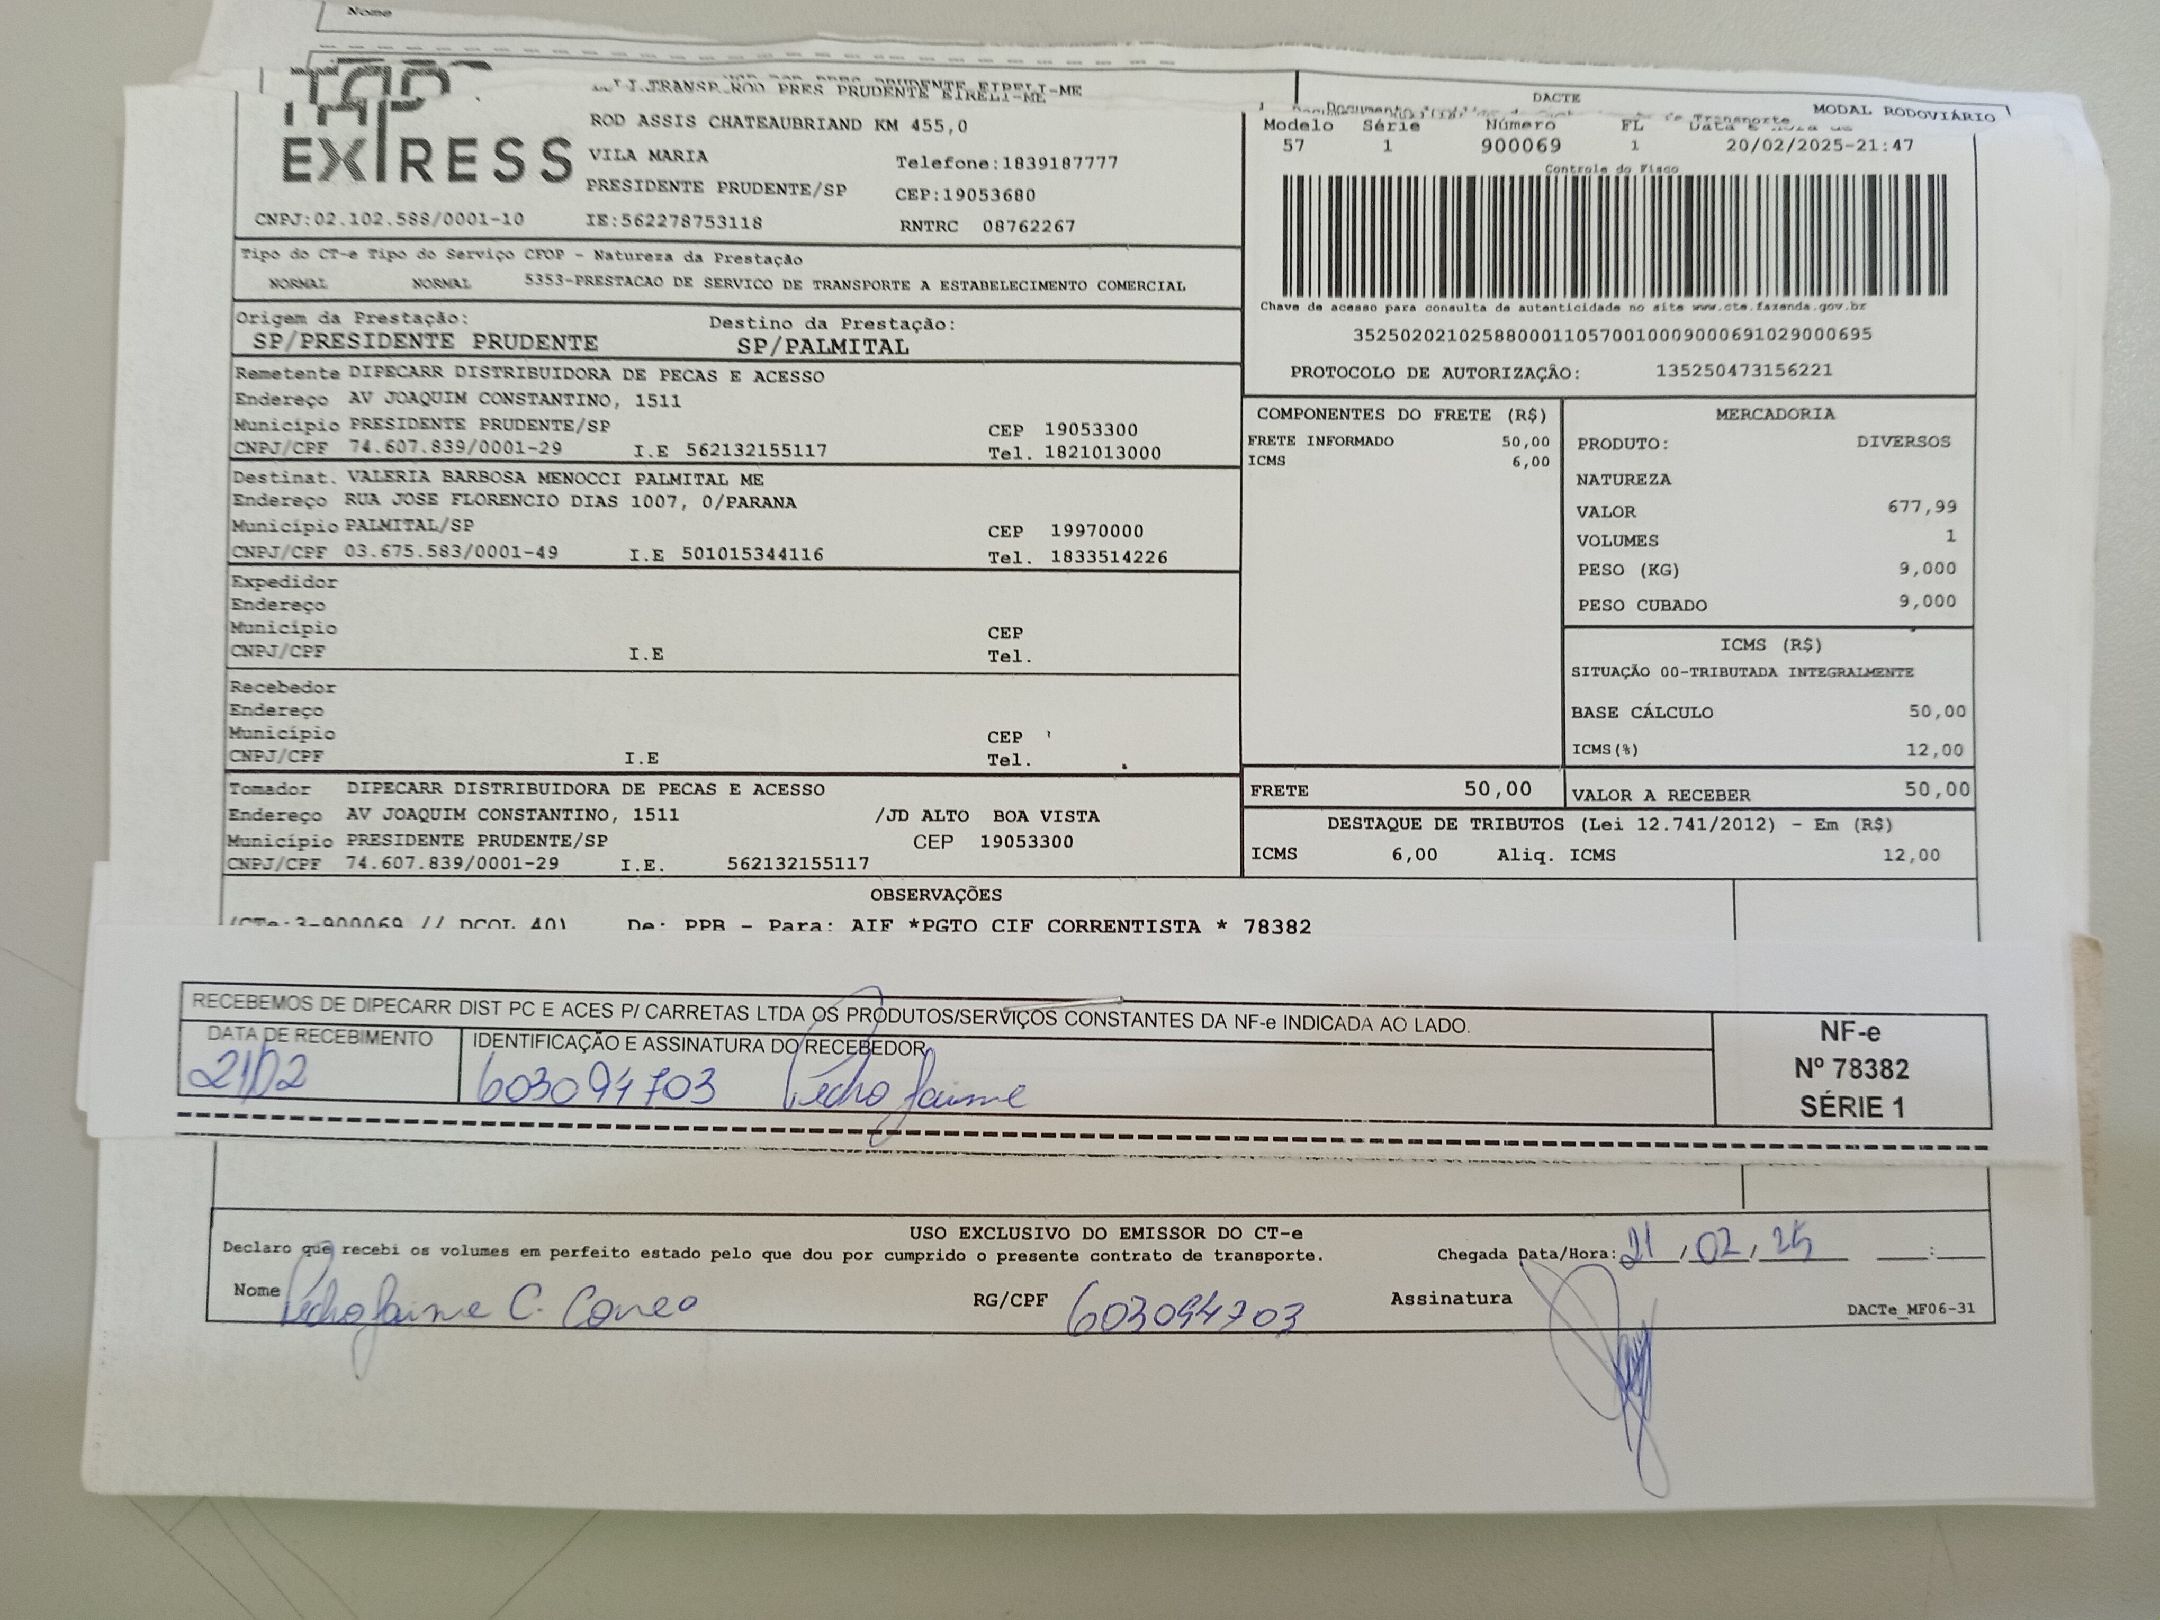 Nome
TAP
EXPRESS
TRANSP ROD PRES PRUDENTE EIRELI-ME
ROD ASSIS CHATEAUBRIAND KM 455,0
VILA MARIA Telefone:1839187777
PRESIDENTE PRUDENTE/SP CEP:19053680
CNPJ:02.102.588/0001-10 IE:562278753118 RNTRC 08762267
DACTE MODAL RODOVIÁRIO
Modelo Série Número FL
57 1 900069 1 20/02/2025-21:47
Controle do Fisco
Tipo do CT-e Tipo do Serviço CFOP - Natureza da Prestação
NORMAL NORMAL 5353-PRESTACAO DE SERVICO DE TRANSPORTE A ESTABELECIMENTO COMERCIAL
Chave de acesso para consulta de autenticidade no site www.cte.fazenda.gov.br
35250202102588000110570010009000691029000695
PROTOCOLO DE AUTORIZAÇÃO: 135250473156221
Origem da Prestação: Destino da Prestação:
SP/PRESIDENTE PRUDENTE SP/PALMITAL
Remetente DIPECARR DISTRIBUIDORA DE PECAS E ACESSO
Endereço AV JOAQUIM CONSTANTINO, 1511
Município PRESIDENTE PRUDENTE/SP CEP 19053300
CNPJ/CPF 74.607.839/0001-29 I.E 562132155117 Tel. 1821013000
Destinat. VALERIA BARBOSA MENOCCI PALMITAL ME
Endereço RUA JOSE FLORENCIO DIAS 1007, 0/PARANA
Município PALMITAL/SP CEP 19970000
CNPJ/CPF 03.675.583/0001-49 I.E 501015344116 Tel. 1833514226
Expedidor
Endereço
Município CEP
CNPJ/CPF I.E Tel.
Recebedor
Endereço
Município CEP
CNPJ/CPF I.E Tel.
Tomador DIPECARR DISTRIBUIDORA DE PECAS E ACESSO
Endereço AV JOAQUIM CONSTANTINO, 1511 /JD ALTO BOA VISTA
Município PRESIDENTE PRUDENTE/SP CEP 19053300
CNPJ/CPF 74.607.839/0001-29 I.E. 562132155117
COMPONENTES DO FRETE (R$)
FRETE INFORMADO 50,00
ICMS 6,00
MERCADORIA
PRODUTO: DIVERSOS
NATUREZA
VALOR 677,99
VOLUMES 1
PESO (KG) 9,000
PESO CUBADO 9,000
ICMS (R$)
SITUAÇÃO 00-TRIBUTADA INTEGRALMENTE
BASE CÁLCULO 50,00
ICMS(%) 12,00
FRETE 50,00 VALOR A RECEBER 50,00
DESTAQUE DE TRIBUTOS (Lei 12.741/2012) - Em (R$)
ICMS 6,00 Aliq. ICMS 12,00
OBSERVAÇÕES
(CTe:3-900069 // DCOL 40) De: PPB - Para: AIF *PGTO CIF CORRENTISTA * 78382
RECEBEMOS DE DIPECARR DIST PC E ACES P/ CARRETAS LTDA OS PRODUTOS/SERVIÇOS CONSTANTES DA NF-e INDICADA AO LADO.
DATA DE RECEBIMENTO IDENTIFICAÇÃO E ASSINATURA DO RECEBEDOR
21/02 603094703 Pedro Jaime
NF-e
Nº 78382
SÉRIE 1
USO EXCLUSIVO DO EMISSOR DO CT-e
Declaro que recebi os volumes em perfeito estado pelo que dou por cumprido o presente contrato de transporte. Chegada Data/Hora: 21/02/25 :
Nome Pedro Jaime C. Correa RG/CPF 603094703 Assinatura
DACTe_MF06-31